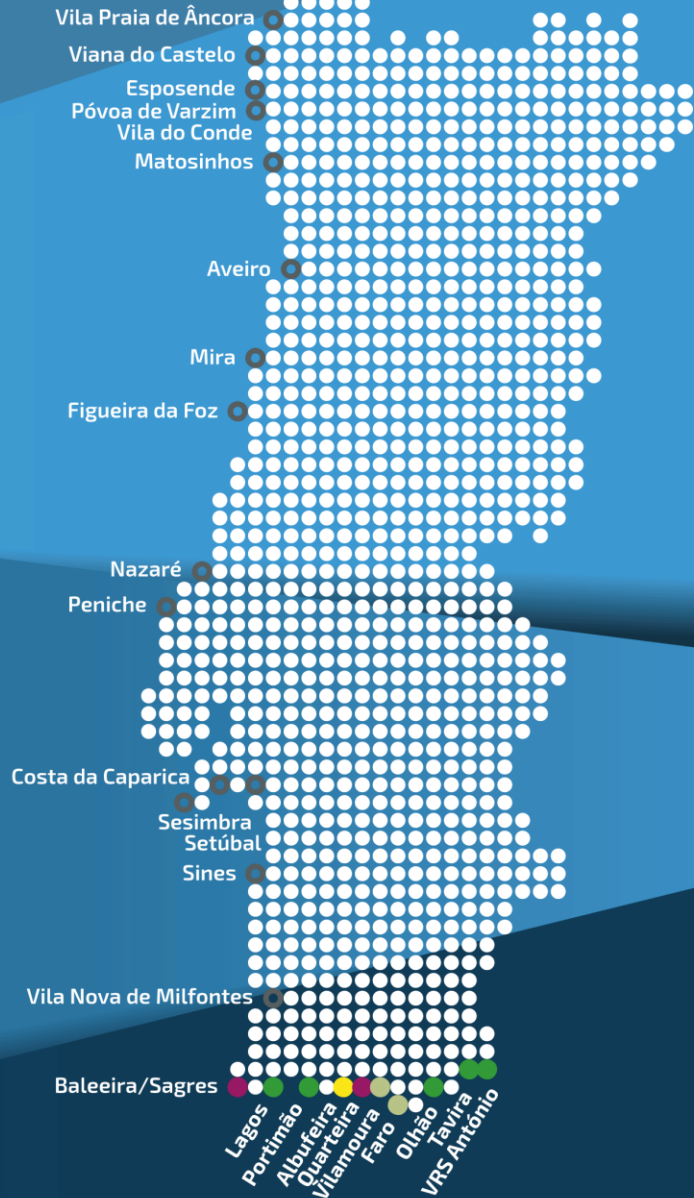 Vila Praia de Âncora
Viana do Castelo
Esposende
Póvoa de Varzim
Vila do Conde
Matosinhos
Aveiro
Mira
Figueira da Foz
Nazaré
Peniche
Costa da Caparica
Sesimbra
Setúbal
Sines
Vila Nova de Milfontes
Baleeira/Sagres
Lagos
Portimão
Albufeira
Quarteira
Vilamoura
Faro
Olhão
Tavira
VRS António